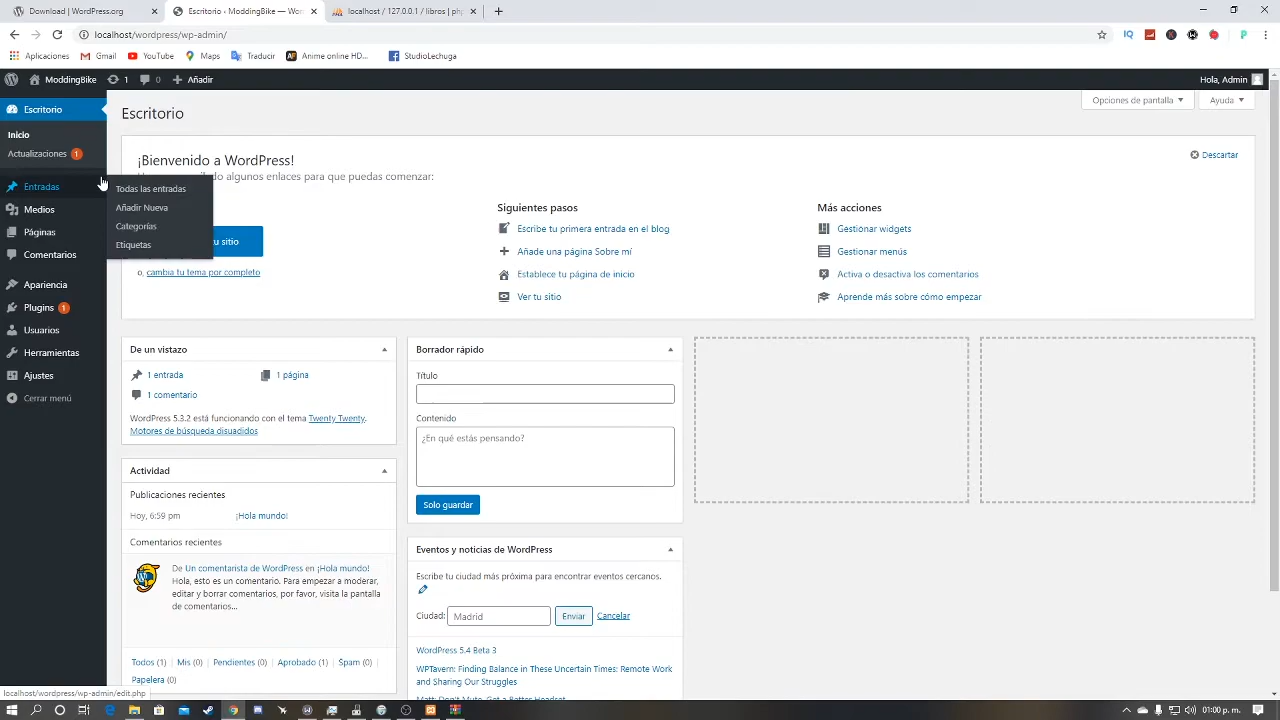 Download | WordPress.org
Escritorio ‹ ModdingBike — Wo
localhost / 127.0.0.1 / libros | ph
localhost/wordpress/wp-admin/
Aplicaciones
Gmail
YouTube
Maps
Traducir
Anime online HD...
StudioLechuga
ModdingBike
1
0
Añadir
Hola, Admin
Escritorio
Inicio
Actualizaciones 1
Entradas
Medios
Páginas
Comentarios
Apariencia
Plugins 1
Usuarios
Herramientas
Ajustes
Cerrar menú
Todas las entradas
Añadir Nueva
Categorías
Etiquetas
Escritorio
Opciones de pantalla
Ayuda
¡Bienvenido a WordPress!
Descartar
algunos enlaces para que puedas comenzar:
tu sitio
o, cambia tu tema por completo
Siguientes pasos
Escribe tu primera entrada en el blog
Añade una página Sobre mí
Establece tu página de inicio
Ver tu sitio
Más acciones
Gestionar widgets
Gestionar menús
Activa o desactiva los comentarios
Aprende más sobre cómo empezar
De un vistazo
1 entrada
1 página
1 comentario
WordPress 5.3.2 está funcionando con el tema Twenty Twenty.
Motores de búsqueda disuadidos
Actividad
Publicaciones recientes
Hoy, 6:59 pm
¡Hola mundo!
Comentarios recientes
De Un comentarista de WordPress en ¡Hola mundo!
Hola, esto es un comentario. Para empezar a moderar,
editar y borrar comentarios, por favor, visita la pantalla
de comentarios...
Todos (1) | Mis (0) | Pendientes (0) | Aprobado (1) | Spam (0) |
Papelera (0)
Borrador rápido
Título
Contenido
¿En qué estás pensando?
Solo guardar
Eventos y noticias de WordPress
Escribe tu ciudad más próxima para encontrar eventos cercanos.
Ciudad: Madrid Enviar Cancelar
WordPress 5.4 Beta 3
WPTavern: Finding Balance in These Uncertain Times: Remote Work
and Sharing Our Struggles
Matt: Don't Mute, Get a Better Headset
localhost/wordpress/wp-admin/edit.php
01:00 p. m.